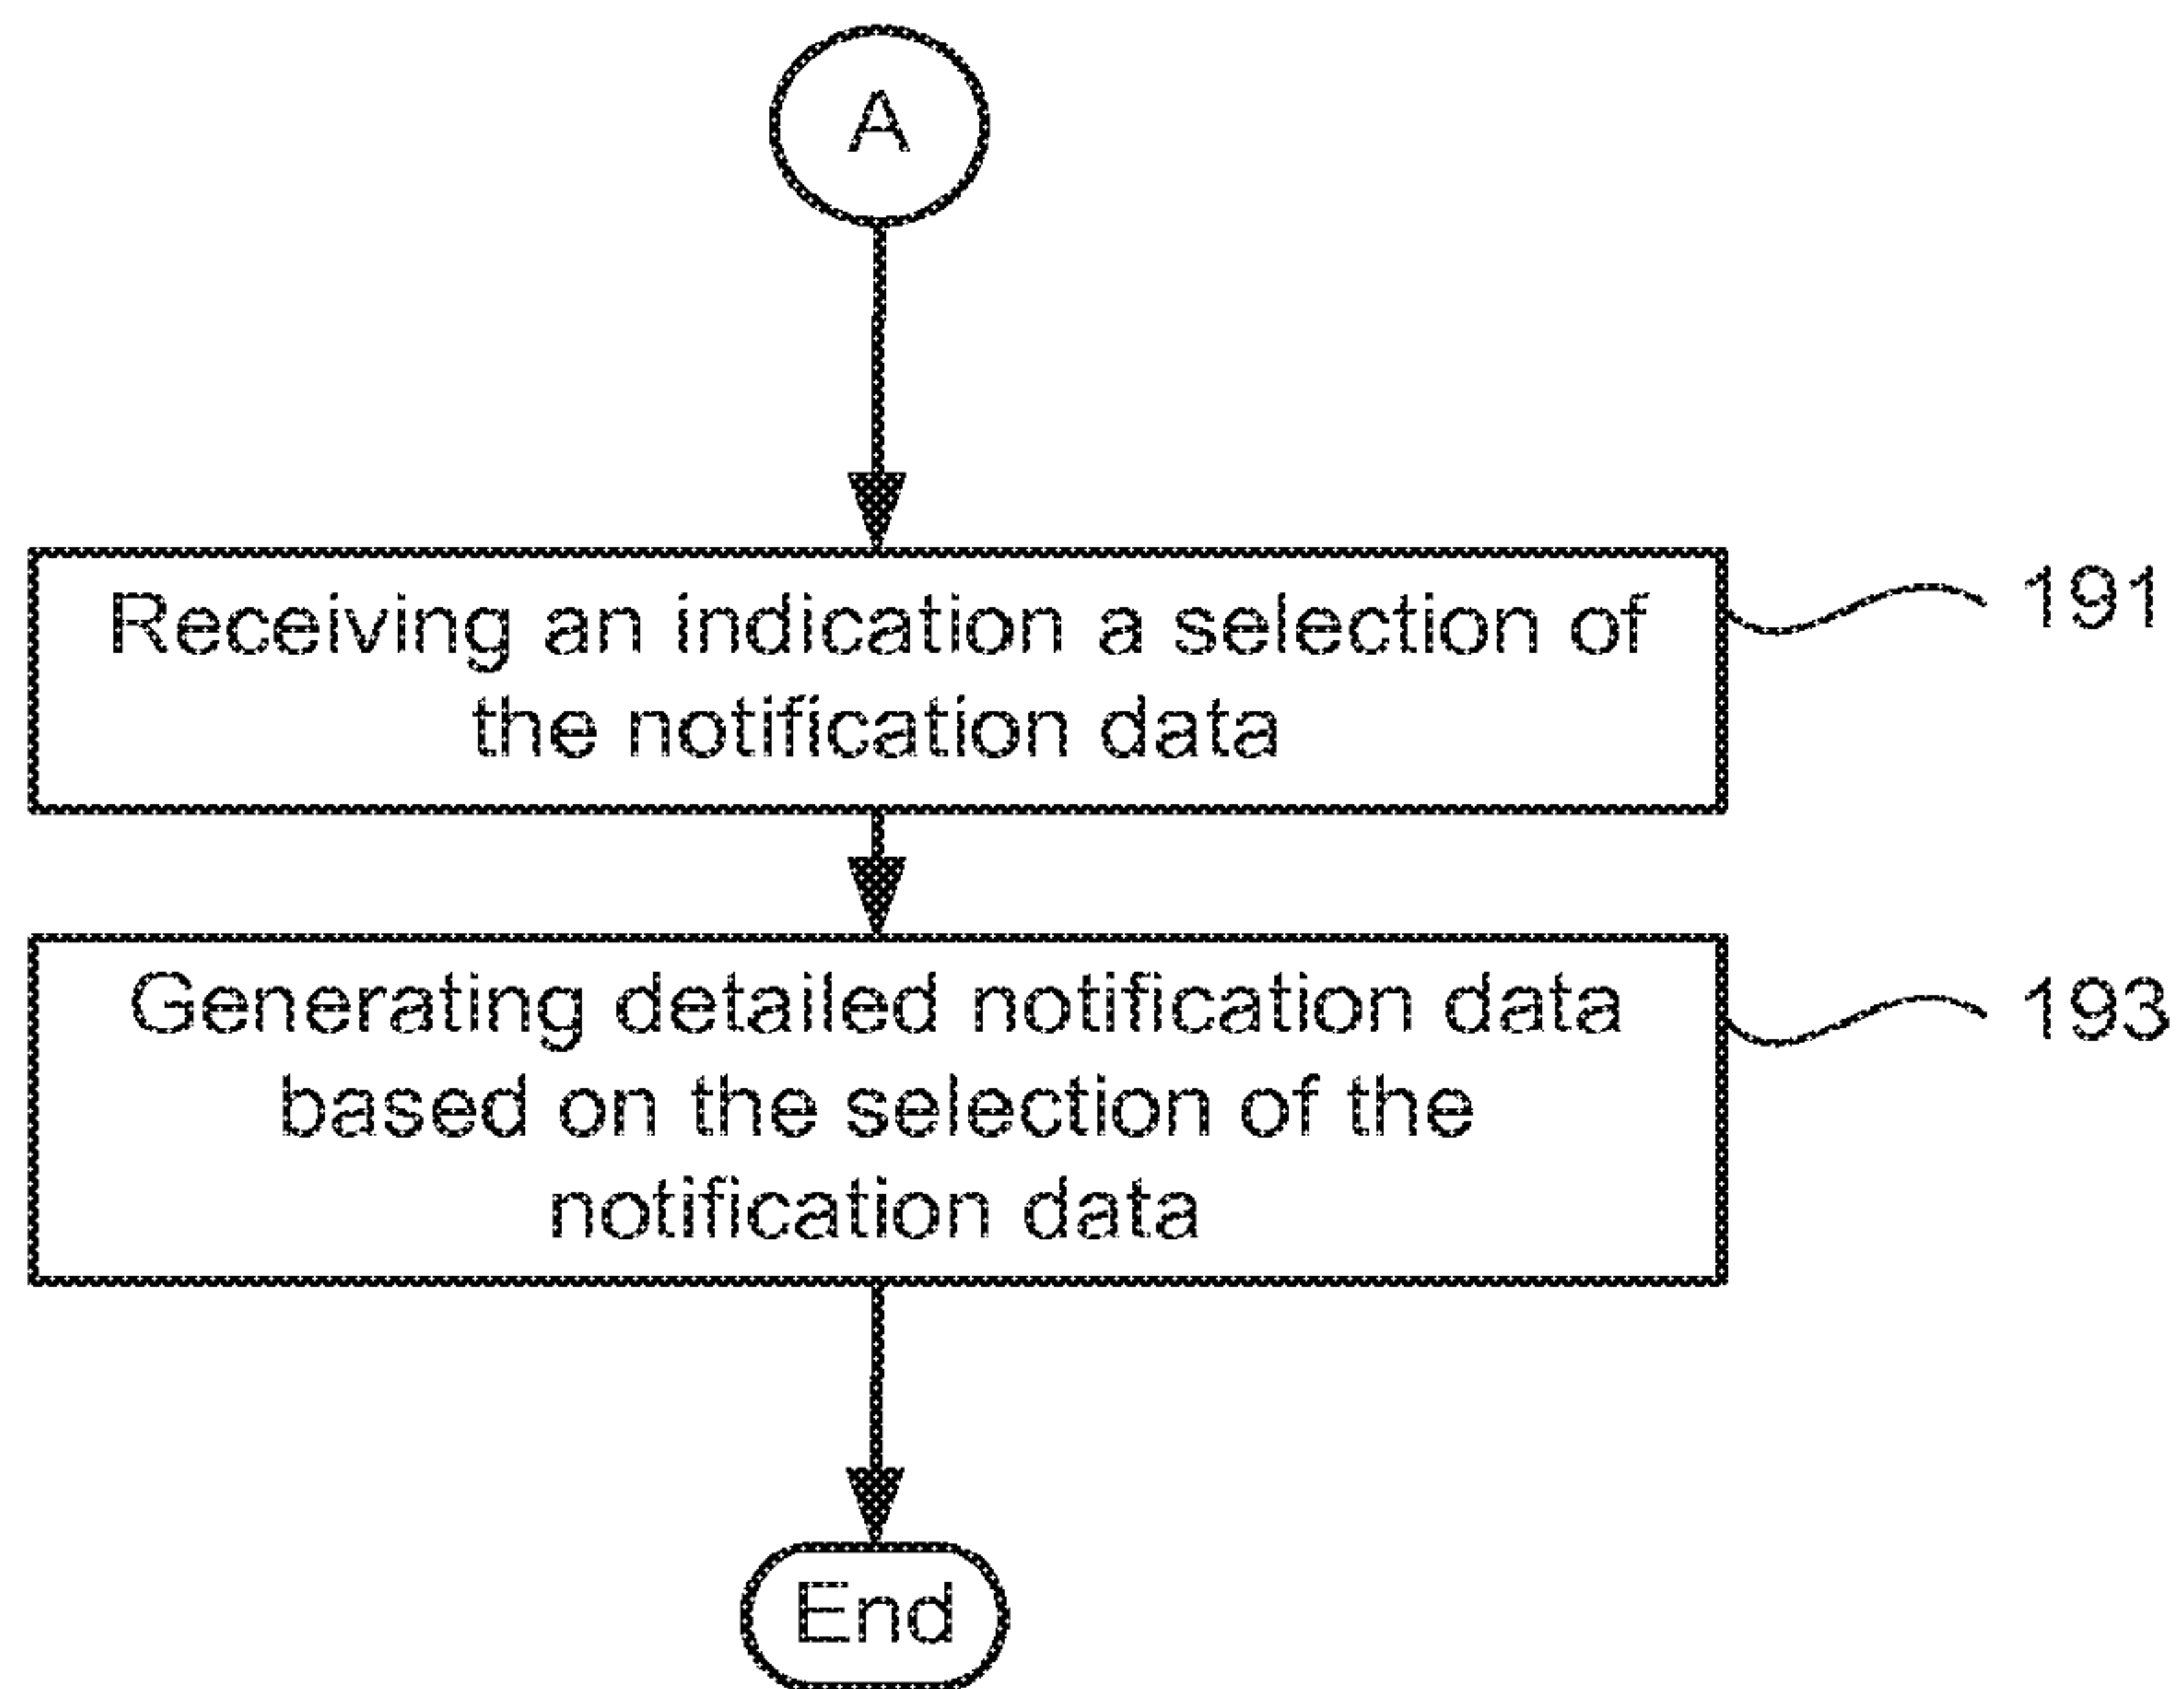 A
Receiving an indication a selection of
the notification data
191
Generating detailed notification data
based on the selection of the
notification data
193
End